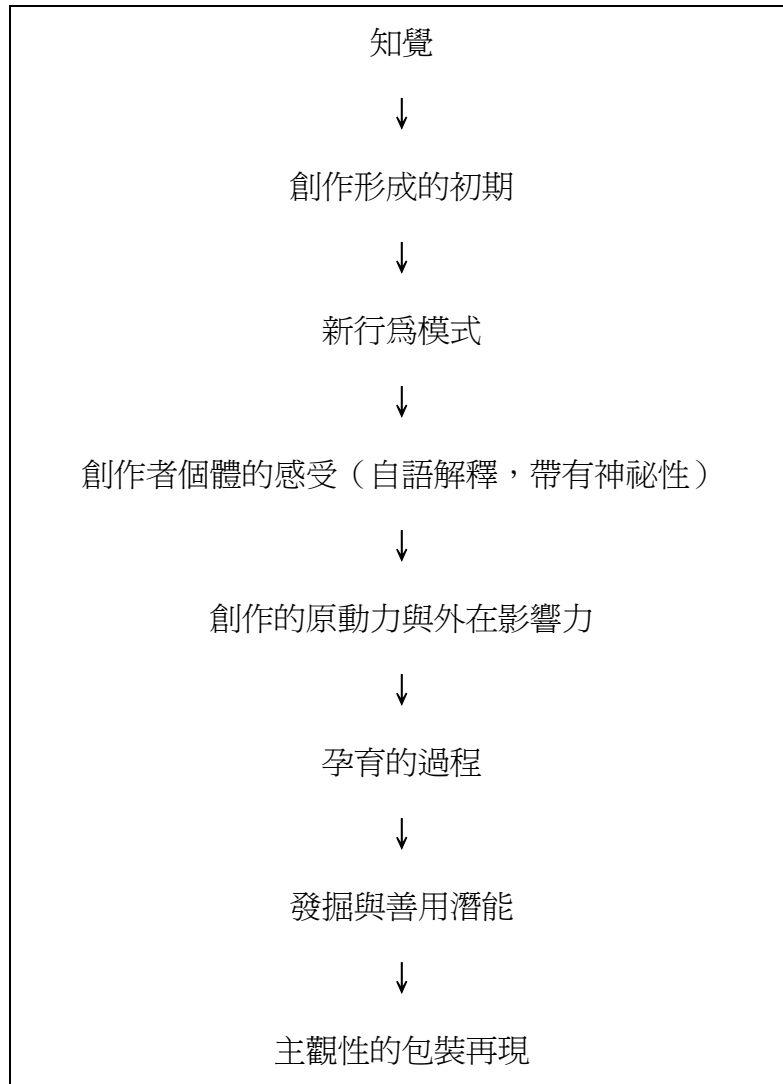 知覺
↓
創作形成的初期
↓
新行為模式
↓
創作者個體的感受（自語解釋，帶有神祕性）
↓
創作的原動力與外在影響力
↓
孕育的過程
↓
發掘與善用潛能
↓
主觀性的包裝再現